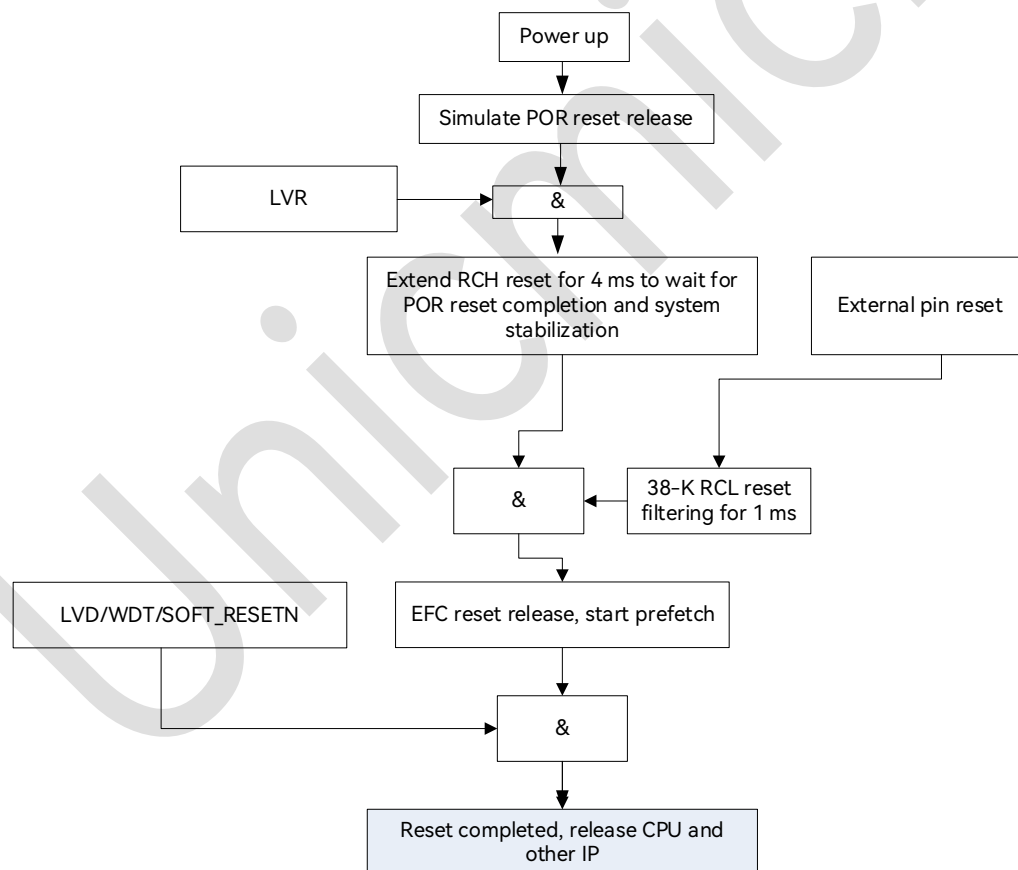 Power up
Simulate POR reset release
LVR
&
Extend RCH reset for 4 ms to wait for
POR reset completion and system
stabilization
External pin reset
&
38-K RCL reset
filtering for 1 ms
LVD/WDT/SOFT_RESETN
EFC reset release, start prefetch
&
Reset completed, release CPU and
other IP
Unicmic